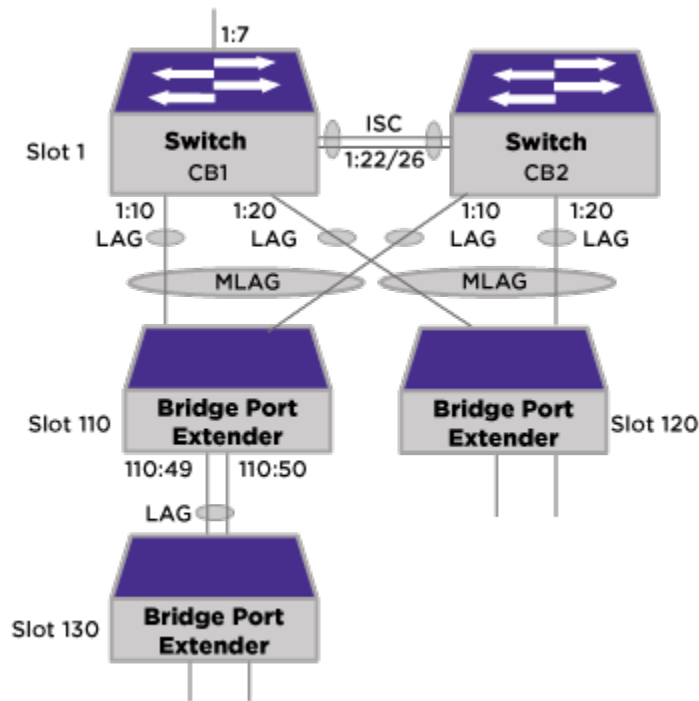 1:7
ISC
Switch
CB1
Slot 1
1:22/26
Switch
CB2
1:10
1:20
1:10
1:20
LAG
LAG
LAG
LAG
MLAG
MLAG
Slot 110
Bridge Port
Extender
Bridge Port
Extender
Slot 120
110:49
110:50
LAG
Slot 130
Bridge Port
Extender